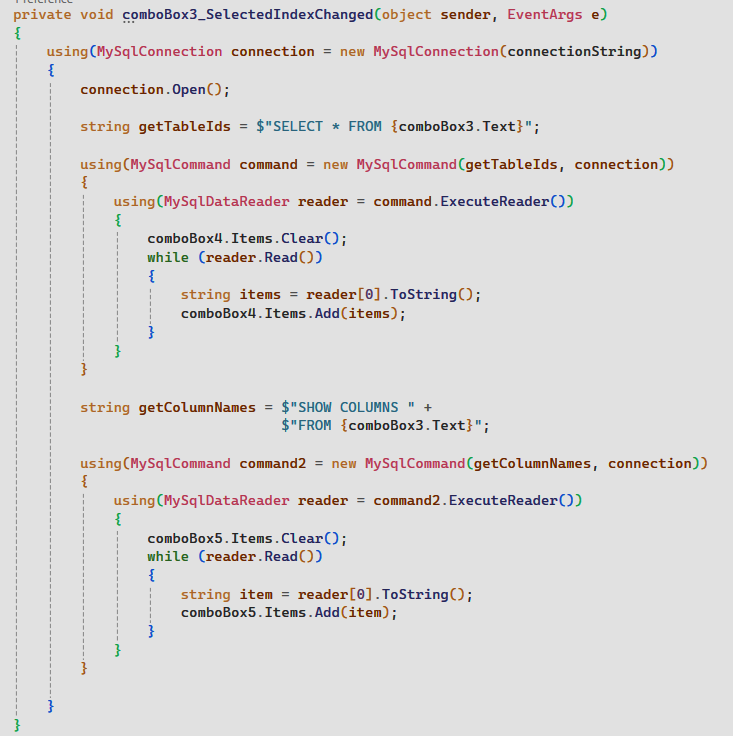 Preference
private void comboBox3_SelectedIndexChanged(object sender, EventArgs e)
{
using(MySqlConnection connection = new MySqlConnection(connectionString))
{
connection.Open();
string getTableIds = $"SELECT * FROM {comboBox3.Text}";
using(MySqlCommand command = new MySqlCommand(getTableIds, connection))
{
using(MySqlDataReader reader = command.ExecuteReader())
{
comboBox4.Items.Clear();
while (reader.Read())
{
string items = reader[0].ToString();
comboBox4.Items.Add(items);
}
}
}
string getColumnNames = $"SHOW COLUMNS " +
$"FROM {comboBox3.Text}";
using(MySqlCommand command2 = new MySqlCommand(getColumnNames, connection))
{
using(MySqlDataReader reader = command2.ExecuteReader())
{
comboBox5.Items.Clear();
while (reader.Read())
{
string item = reader[0].ToString();
comboBox5.Items.Add(item);
}
}
}
}
}